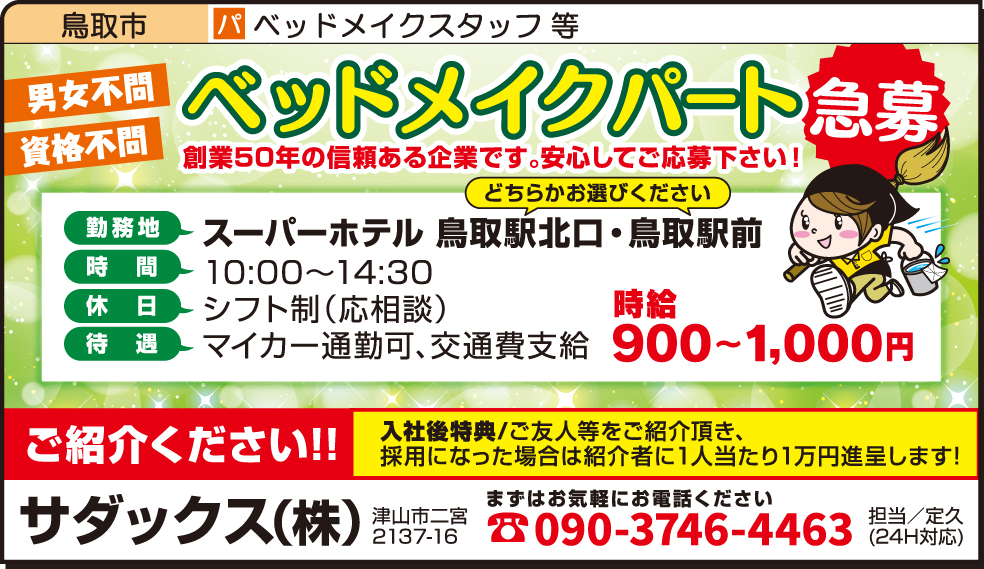 鳥取市
パ ベッドメイクスタッフ 等
男女不問
資格不問
ベッドメイクパート
急募
創業50年の信頼ある企業です。安心してご応募下さい!
どちらかお選びください
勤務地 スーパーホテル 鳥取駅北口・鳥取駅前
時間 10:00〜14:30
休日 シフト制(応相談)
待遇 マイカー通勤可、交通費支給
時給
900〜1,000円
ご紹介ください!!
入社後特典/ご友人等をご紹介頂き、
採用になった場合は紹介者に1人当たり1万円進呈します!
サダックス(株)
津山市二宮
2137-16
まずはお気軽にお電話ください
☎090-3746-4463
担当/定久
(24H対応)